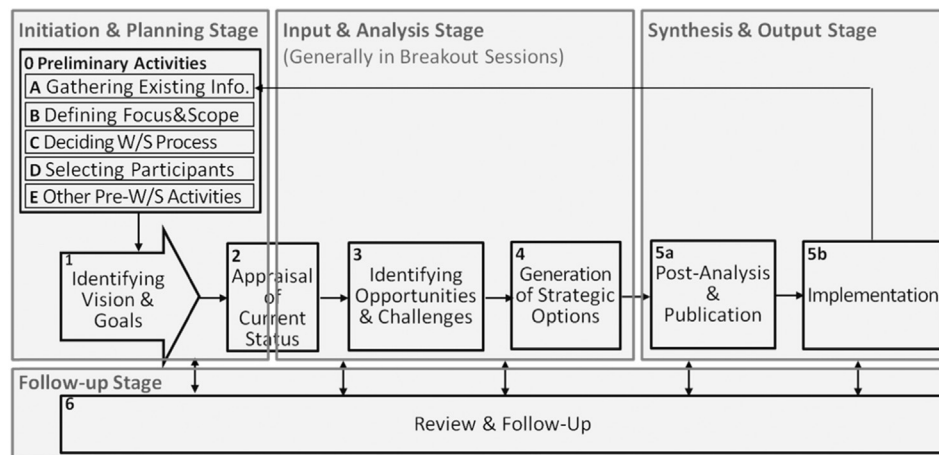 Initiation & Planning Stage
0 Preliminary Activities
A Gathering Existing Info.
B Defining Focus&Scope
C Deciding W/S Process
D Selecting Participants
E Other Pre-W/S Activities
1
Identifying
Vision &
Goals
2
Appraisal
of
Current
Status
Input & Analysis Stage
(Generally in Breakout Sessions)
3
Identifying
Opportunities
& Challenges
4
Generation
of Strategic
Options
Synthesis & Output Stage
5a
Post-Analysis
&
Publication
5b
Implementation
Follow-up Stage
6
Review & Follow-Up